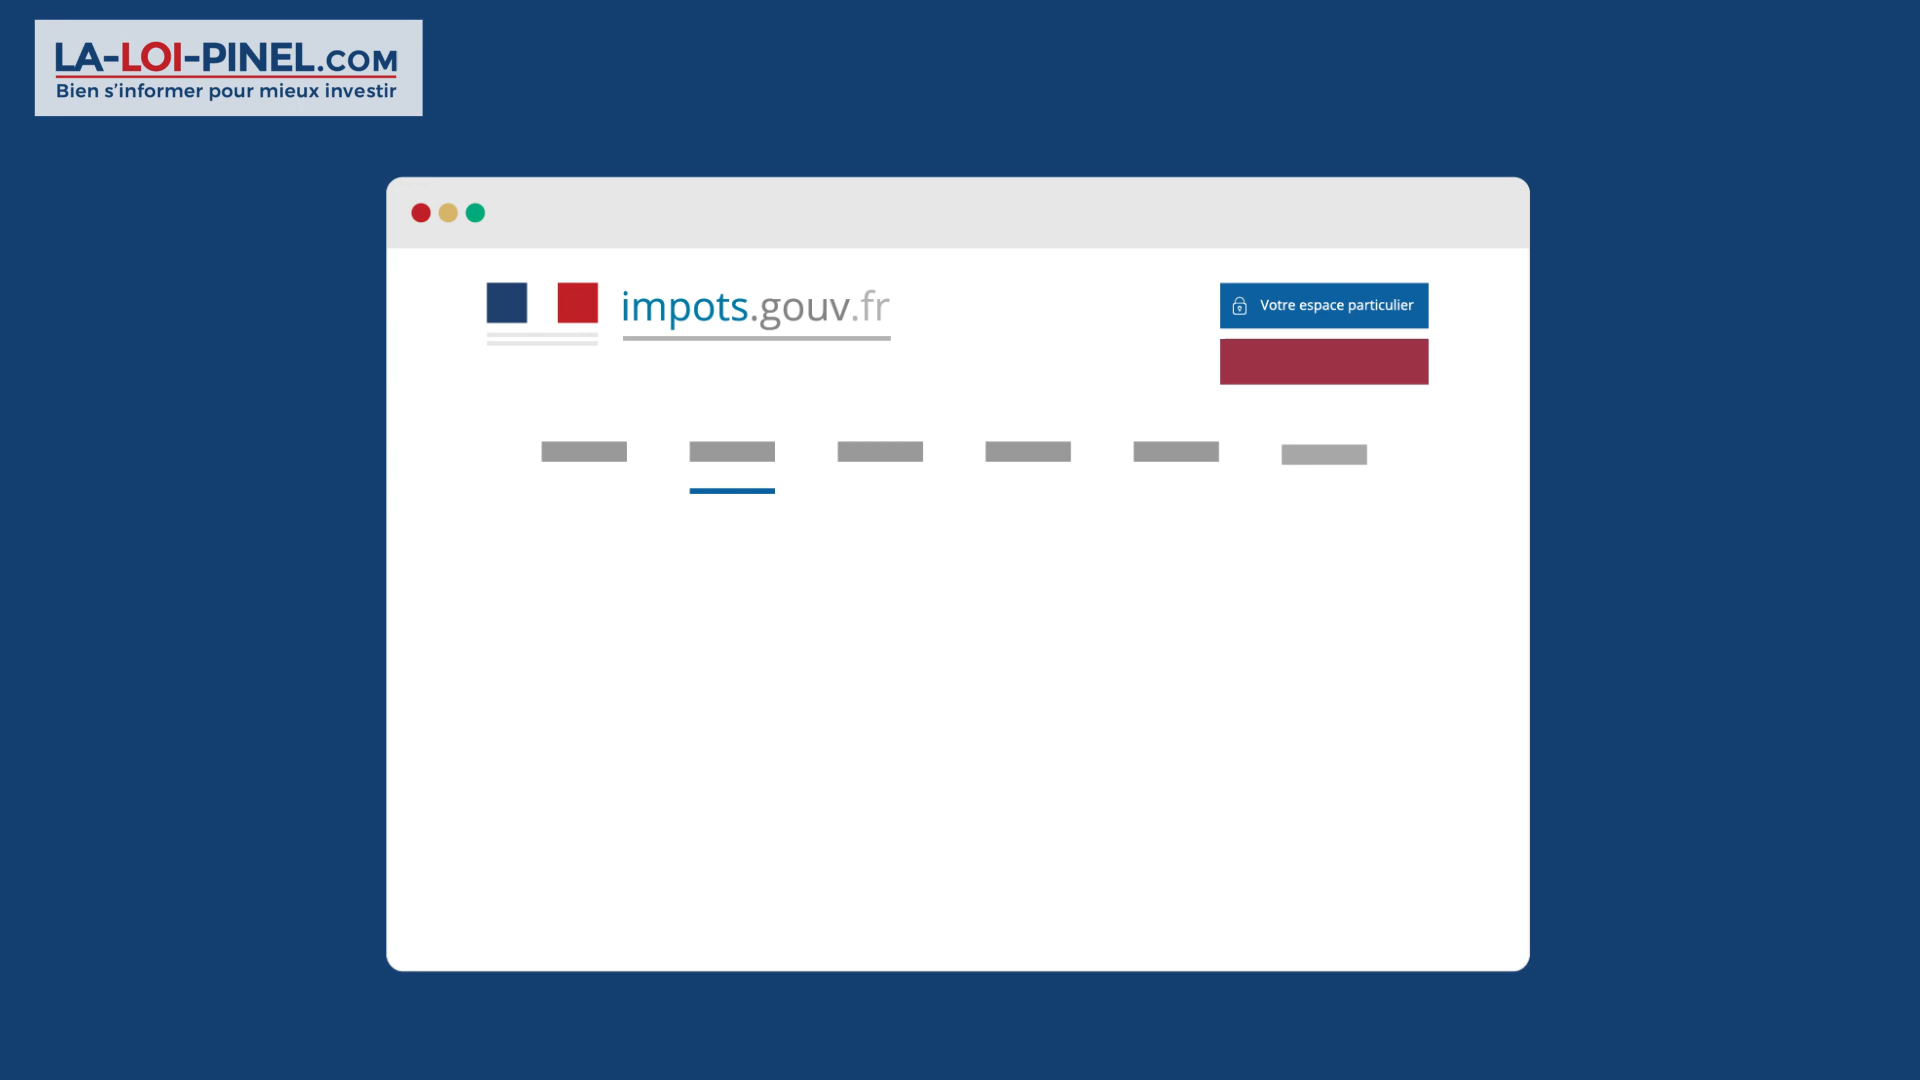 LA-LOI-PINEL.COM
Bien s'informer pour mieux investir
impots.gouv.fr
Votre espace particulier